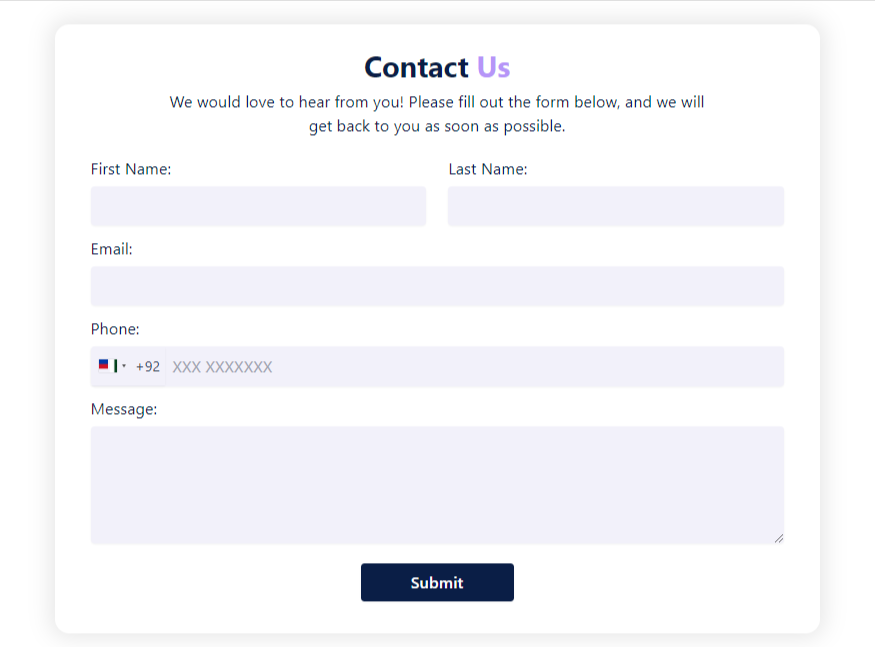 Contact Us
We would love to hear from you! Please fill out the form below, and we will
get back to you as soon as possible.
First Name:
Last Name:
Email:
Phone:
+92 XXX XXXXXXX
Message:
Submit